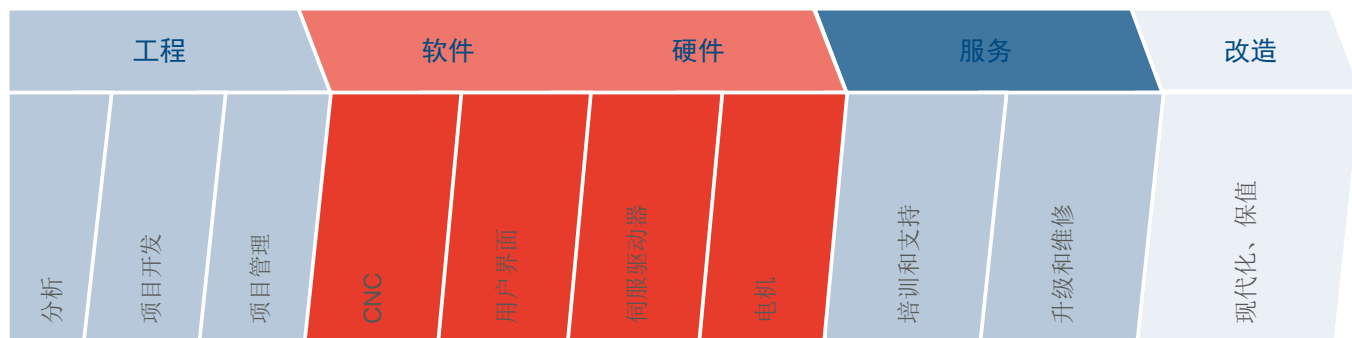 工程
软件
硬件
服务
改造
分析
项目开发
项目管理
CNC
用户界面
伺服驱动器
电机
培训和支持
升级和维修
现代化、保值